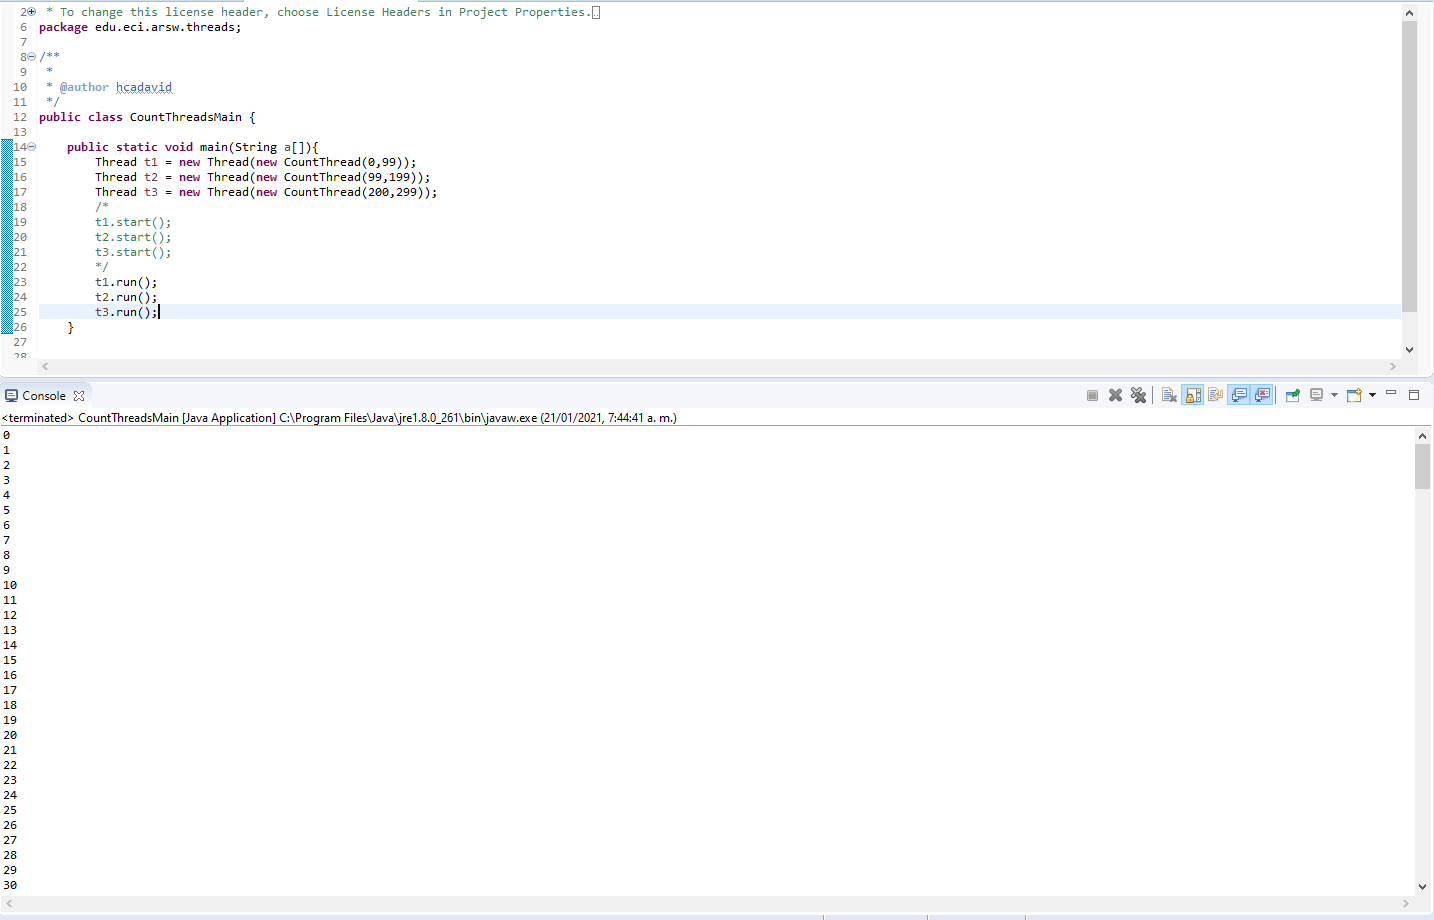 2 * To change this license header, choose License Headers in Project Properties.
6 package edu.eci.arsw.threads;
7
8 /**
9 *
10 * @author hcadavid
11 */
12 public class CountThreadsMain {
13
14 public static void main(String a[]){
15 Thread t1 = new Thread(new CountThread(0,99));
16 Thread t2 = new Thread(new CountThread(99,199));
17 Thread t3 = new Thread(new CountThread(200,299));
18 /*
19 t1.start();
20 t2.start();
21 t3.start();
22 */
23 t1.run();
24 t2.run();
25 t3.run();
26 }
27
28
Console
<terminated> CountThreadsMain [Java Application] C:\Program Files\Java\jre1.8.0_261\bin\javaw.exe (21/01/2021, 7:44:41 a. m.)
0
1
2
3
4
5
6
7
8
9
10
11
12
13
14
15
16
17
18
19
20
21
22
23
24
25
26
27
28
29
30